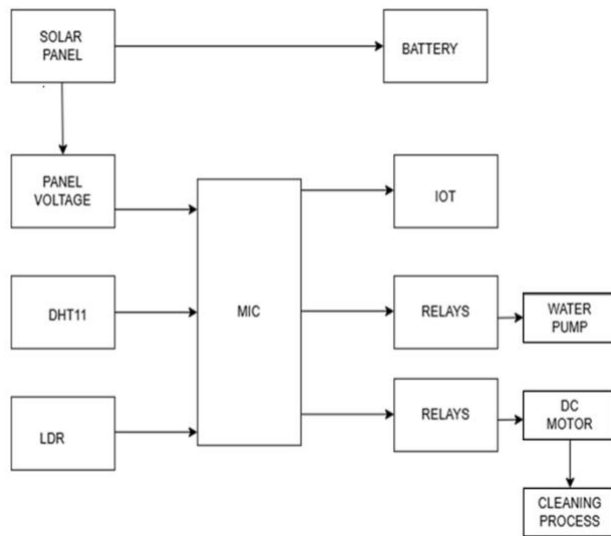 SOLAR
PANEL
BATTERY
PANEL
VOLTAGE
IOT
DHT11
MIC
RELAYS
WATER
PUMP
LDR
RELAYS
DC
MOTOR
CLEANING
PROCESS